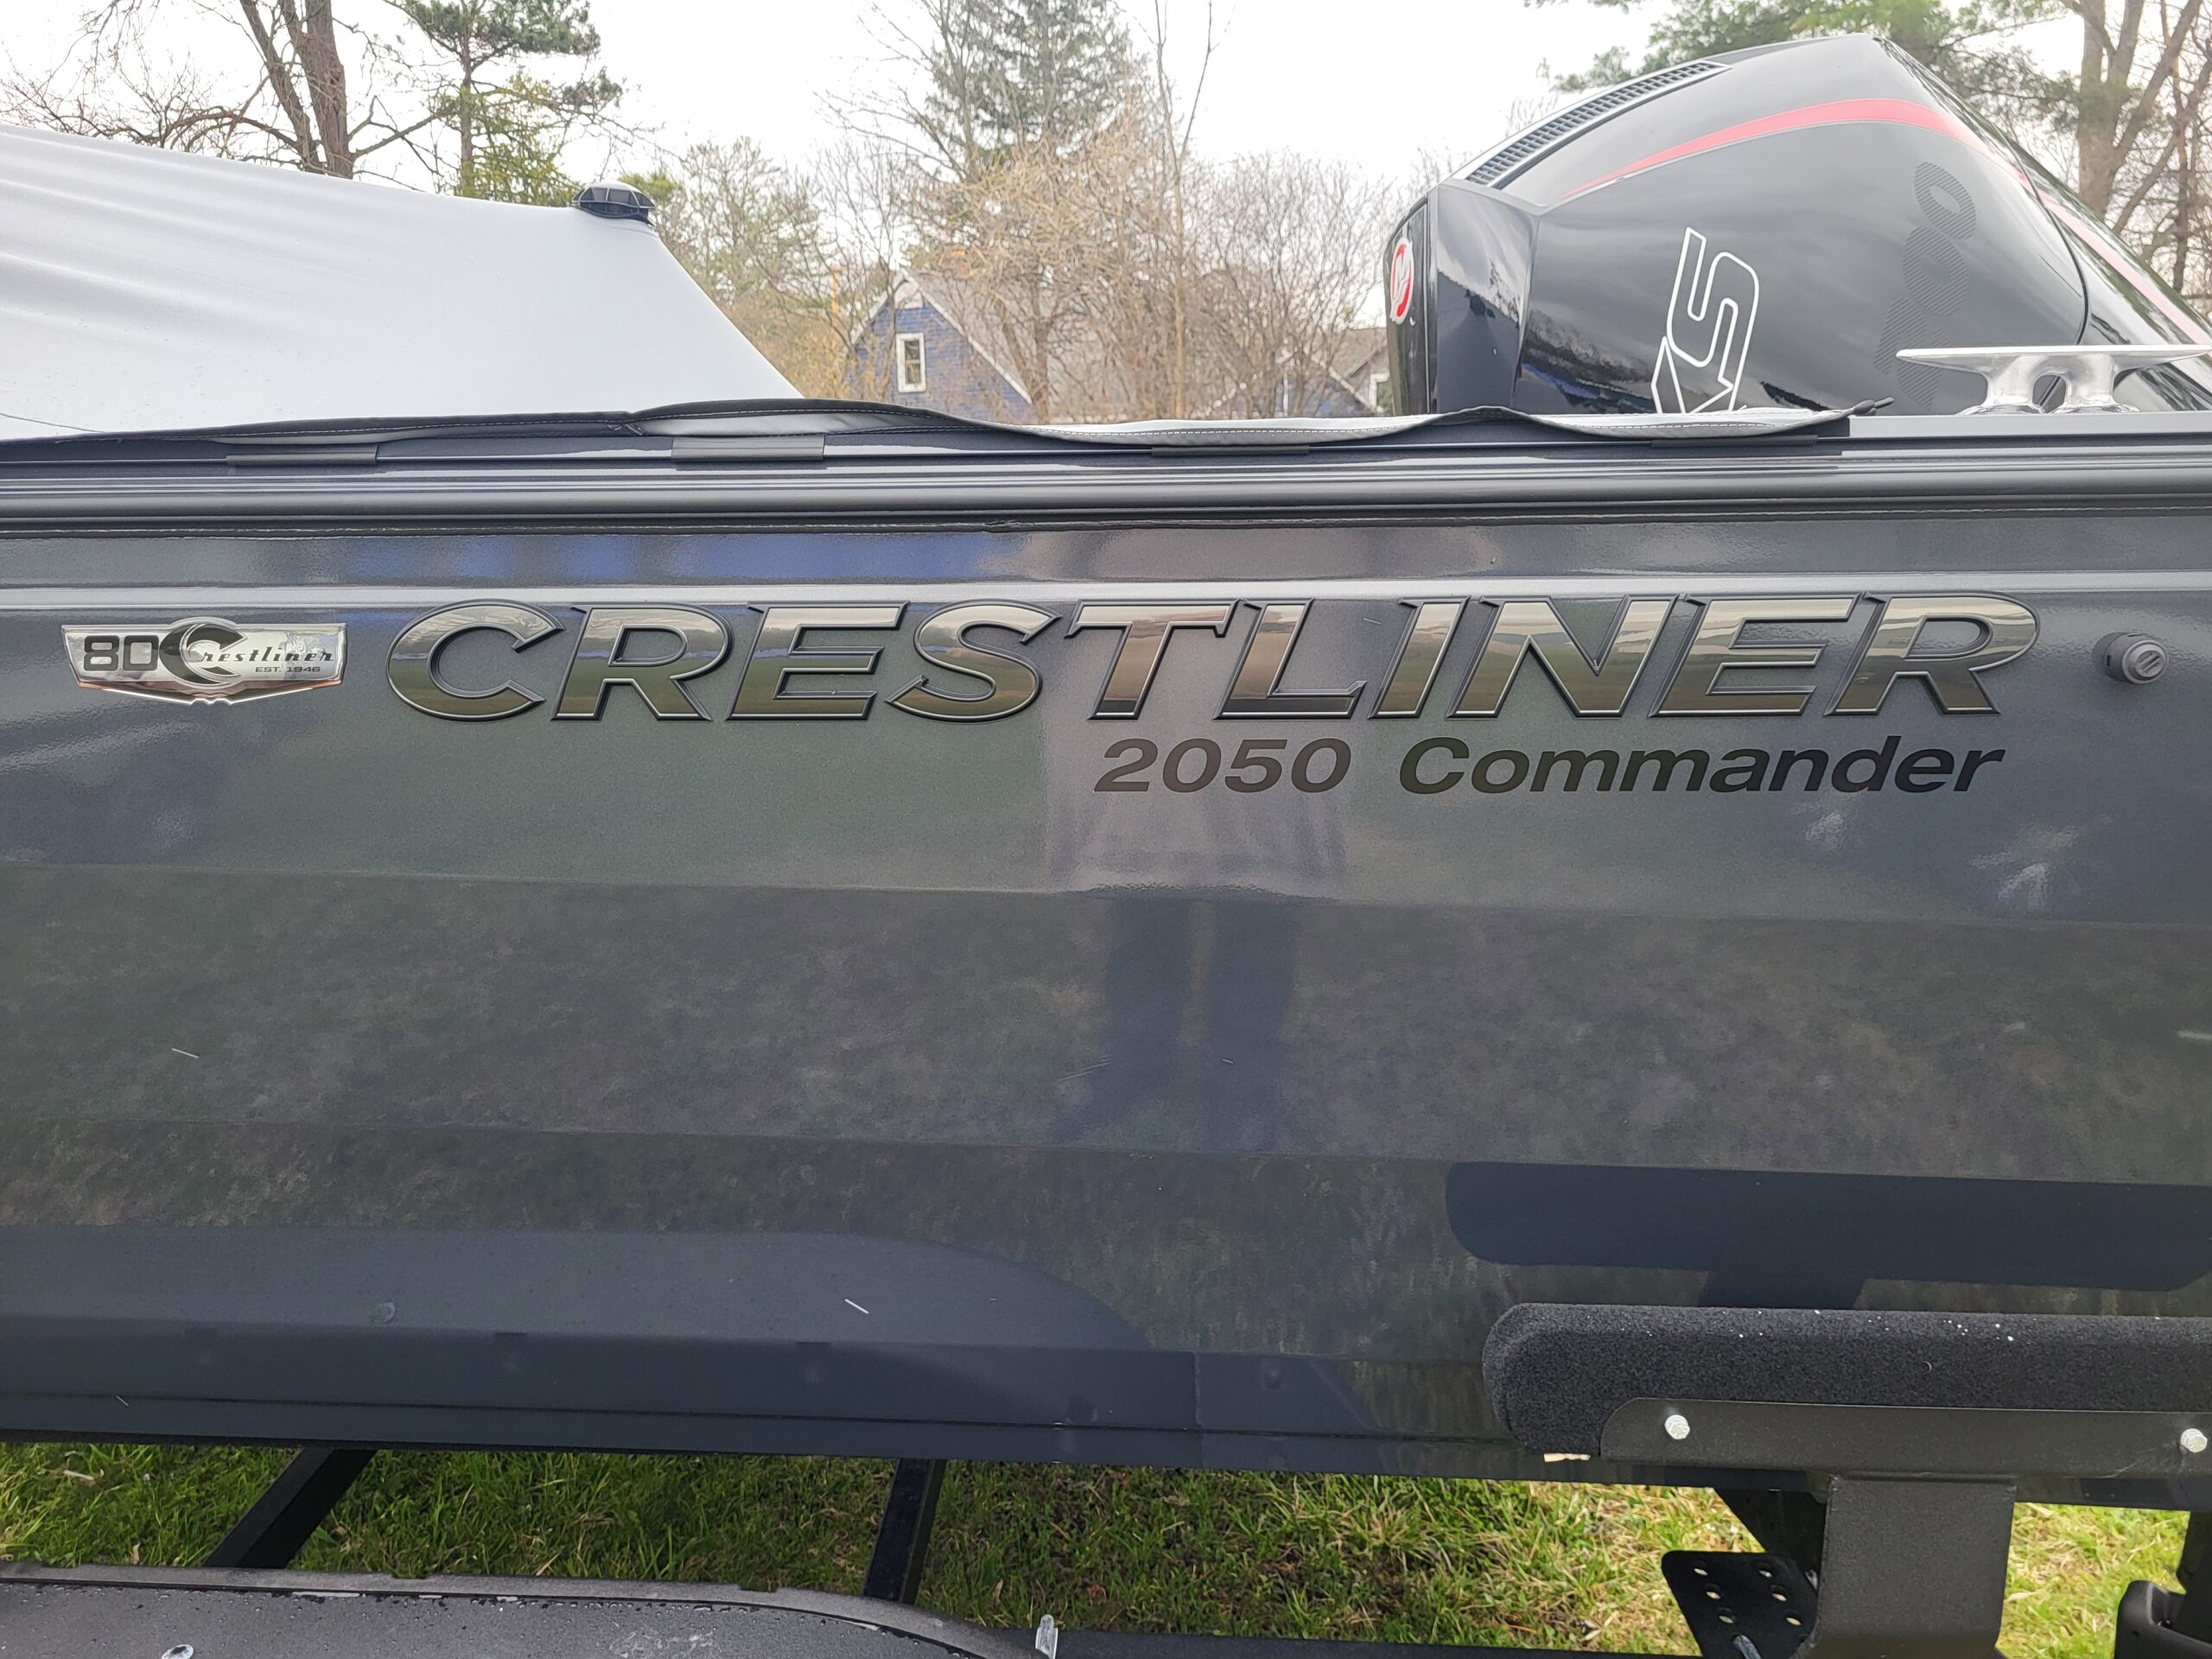 XS
80 Crestliner
EST. 1946
CRESTLINER
2050 Commander